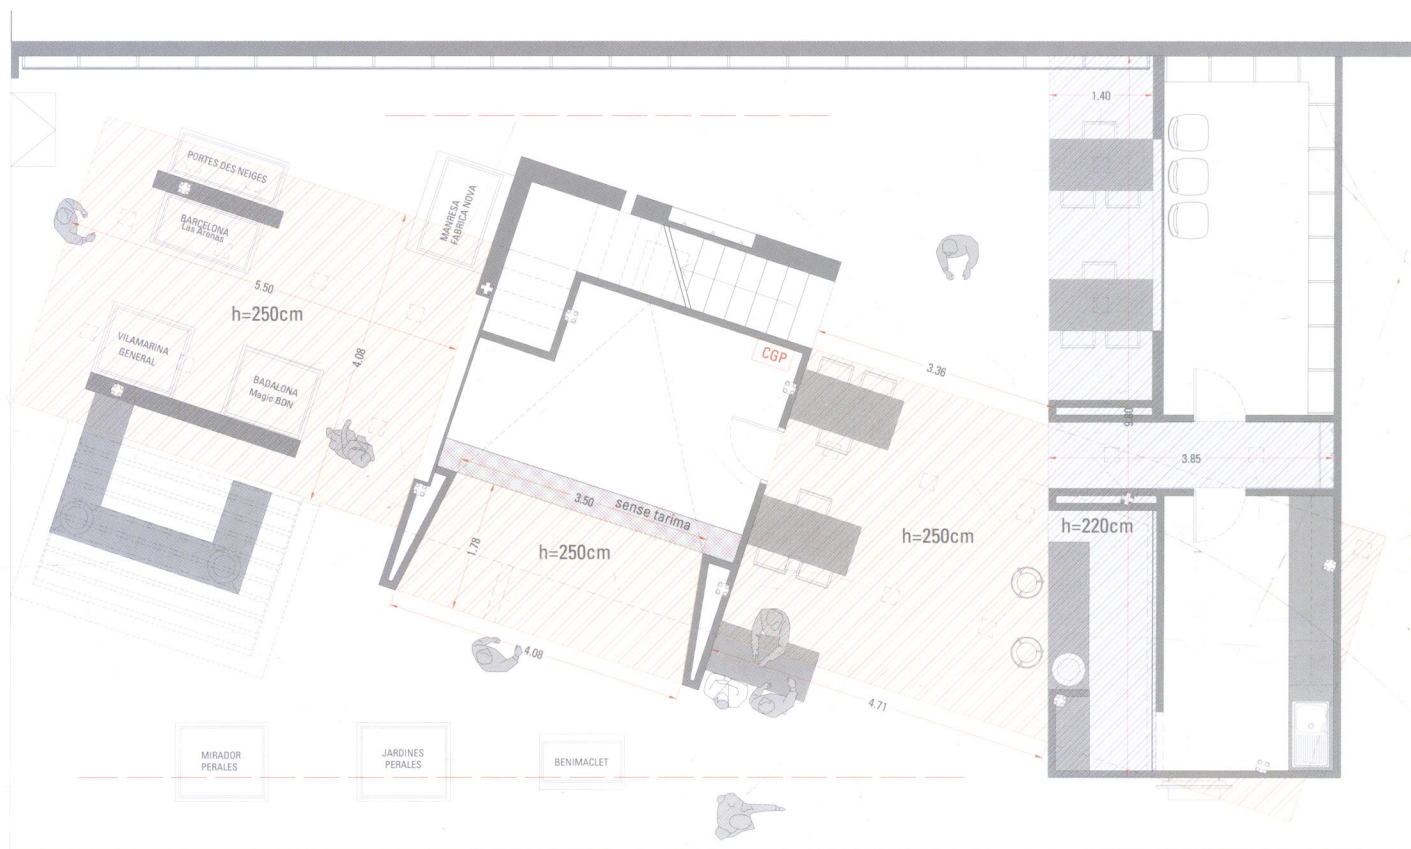 1.40
PORTES DES NEIGES
BARCELONA
Las Arenas
MANRESA
FABRICA NOVA
5.50
h=250cm
4.08
VILAMARINA
GENERAL
BADALONA
Magic BDN
CGP
3.36
9.80
3.85
3.50
sense tarima
1.78
h=250cm
h=250cm
h=220cm
4.08
4.71
MIRADOR
PERALES
JARDINES
PERALES
BENIMACLET